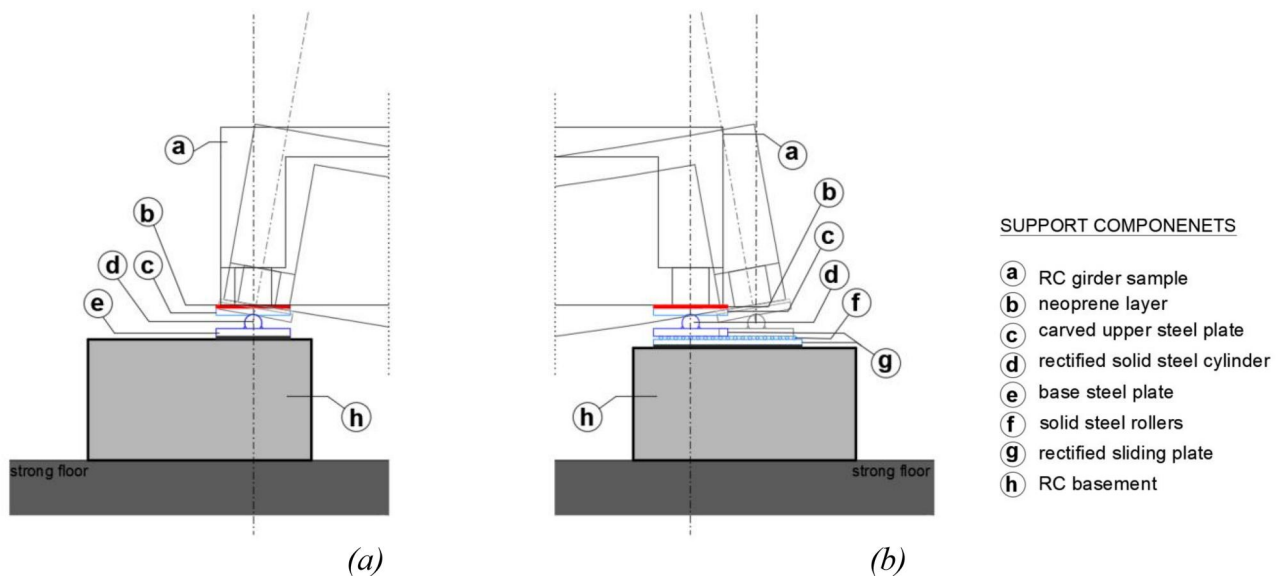 a
b
c
d
e
h
strong floor
(a)
a
b
c
d
f
g
h
strong floor
(b)
SUPPORT COMPONENETS
a RC girder sample
b neoprene layer
c carved upper steel plate
d rectified solid steel cylinder
e base steel plate
f solid steel rollers
g rectified sliding plate
h RC basement